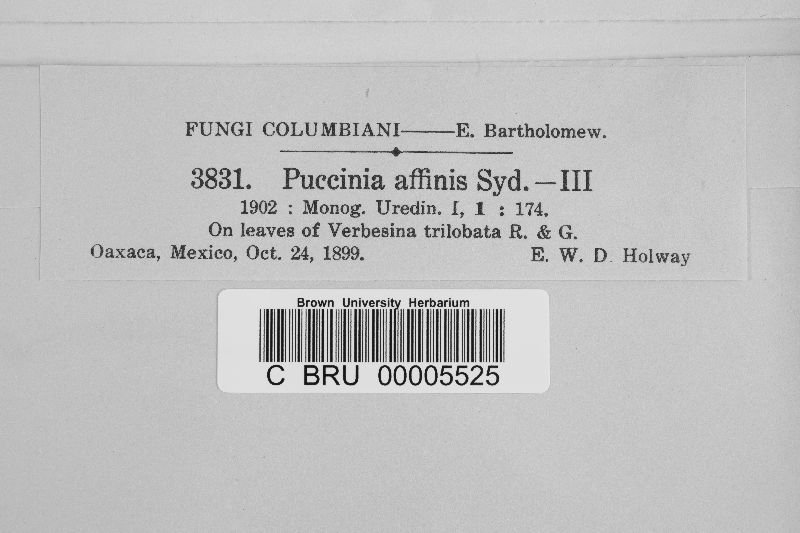 FUNGI COLUMBIANI——E. Bartholomew.
3831. Puccinia affinis Syd.—III
1902 : Monog. Uredin. I, 1 : 174.
On leaves of Verbesina trilobata R. & G.
Oaxaca, Mexico, Oct. 24, 1899. E. W. D. Holway
Brown University Herbarium
C BRU 00005525